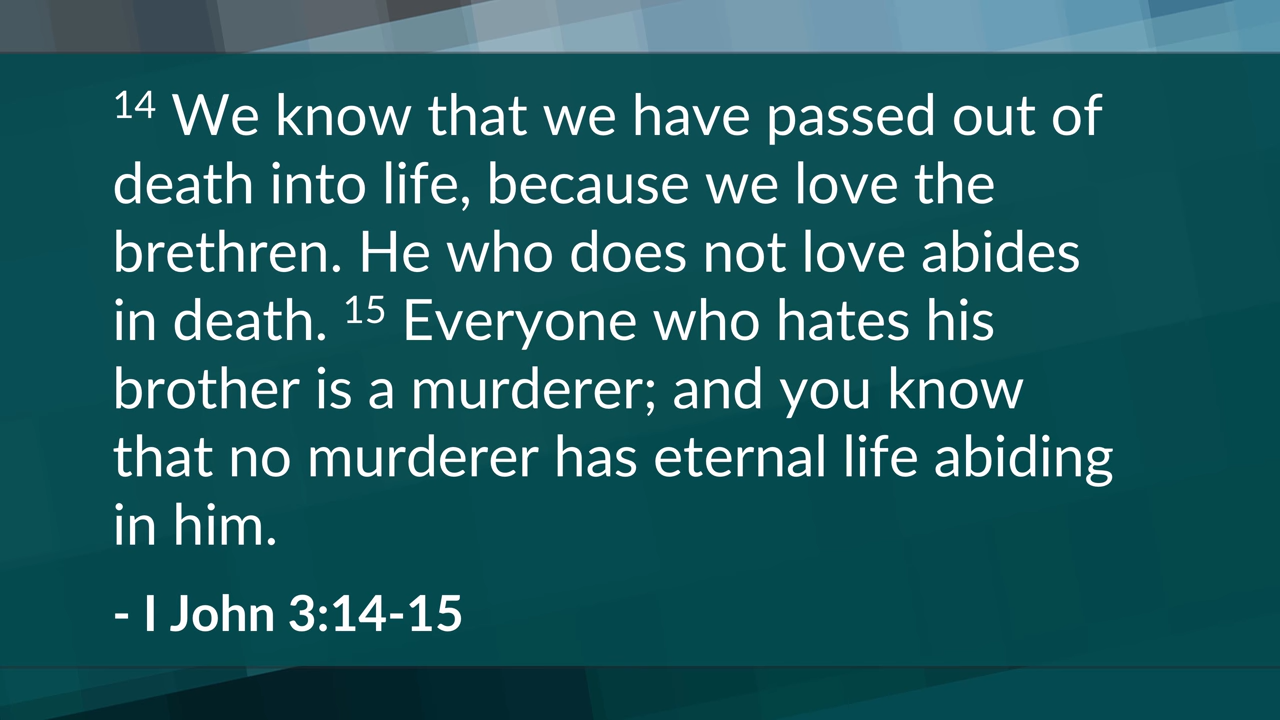 14 We know that we have passed out of
death into life, because we love the
brethren. He who does not love abides
in death. 15 Everyone who hates his
brother is a murderer; and you know
that no murderer has eternal life abiding
in him.
- I John 3:14-15